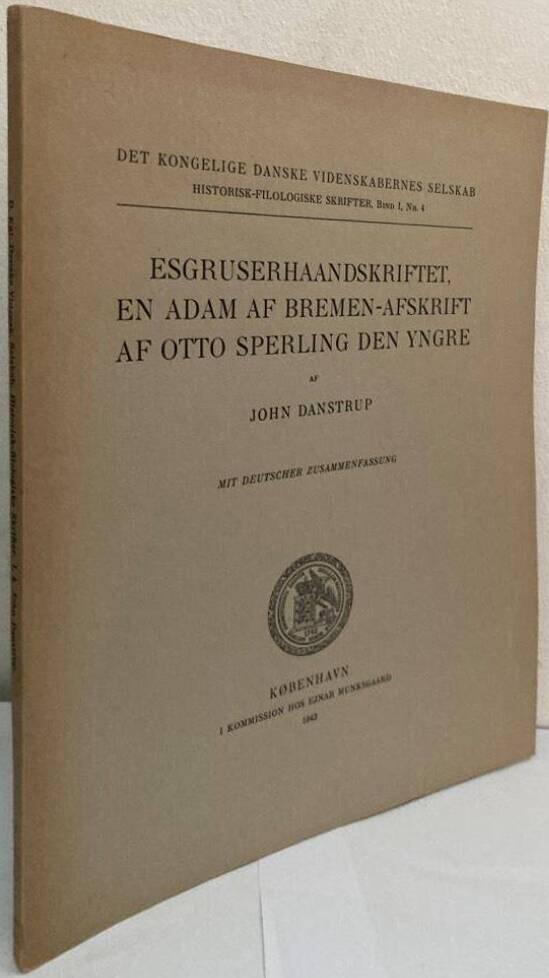 DET KONGELIGE DANSKE VIDENSKABERNES SELSKAB
HISTORISK-FILOLOGISKE SKRIFTER, BIND I, NR. 4
ESGRUSERHAANDSKRIFTET,
EN ADAM AF BREMEN-AFSKRIFT
AF OTTO SPERLING DEN YNGRE
AF
JOHN DANSTRUP
MIT DEUTSCHER ZUSAMMENFASSUNG
KØBENHAVN
I KOMMISSION HOS EJNAR MUNKSGAARD
1943